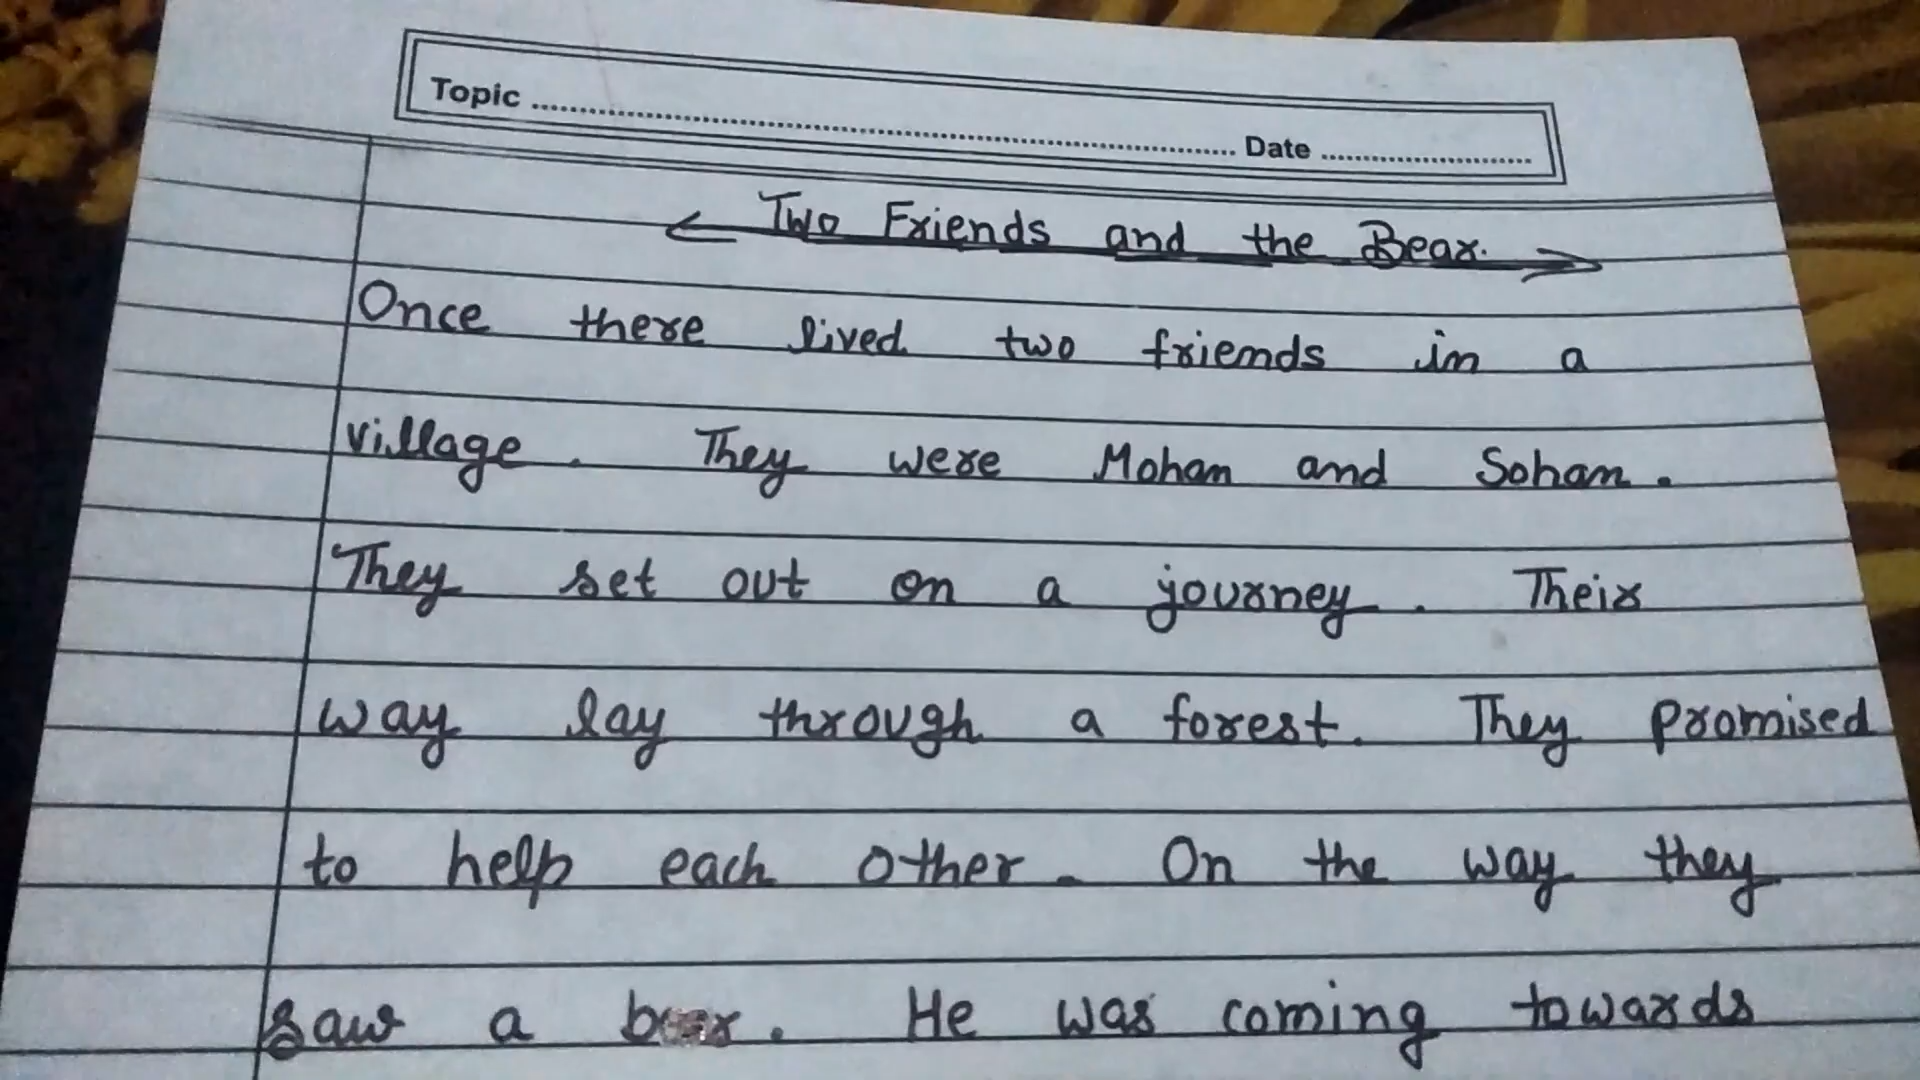 Topic ........................ Date ................
Two Friends and the Bear.
Once there lived two friends in a
village. They were Mohan and Sohan.
They set out on a journey. Their
way lay through a forest. They promised
to help each other. On the way they
saw a. He was coming towards